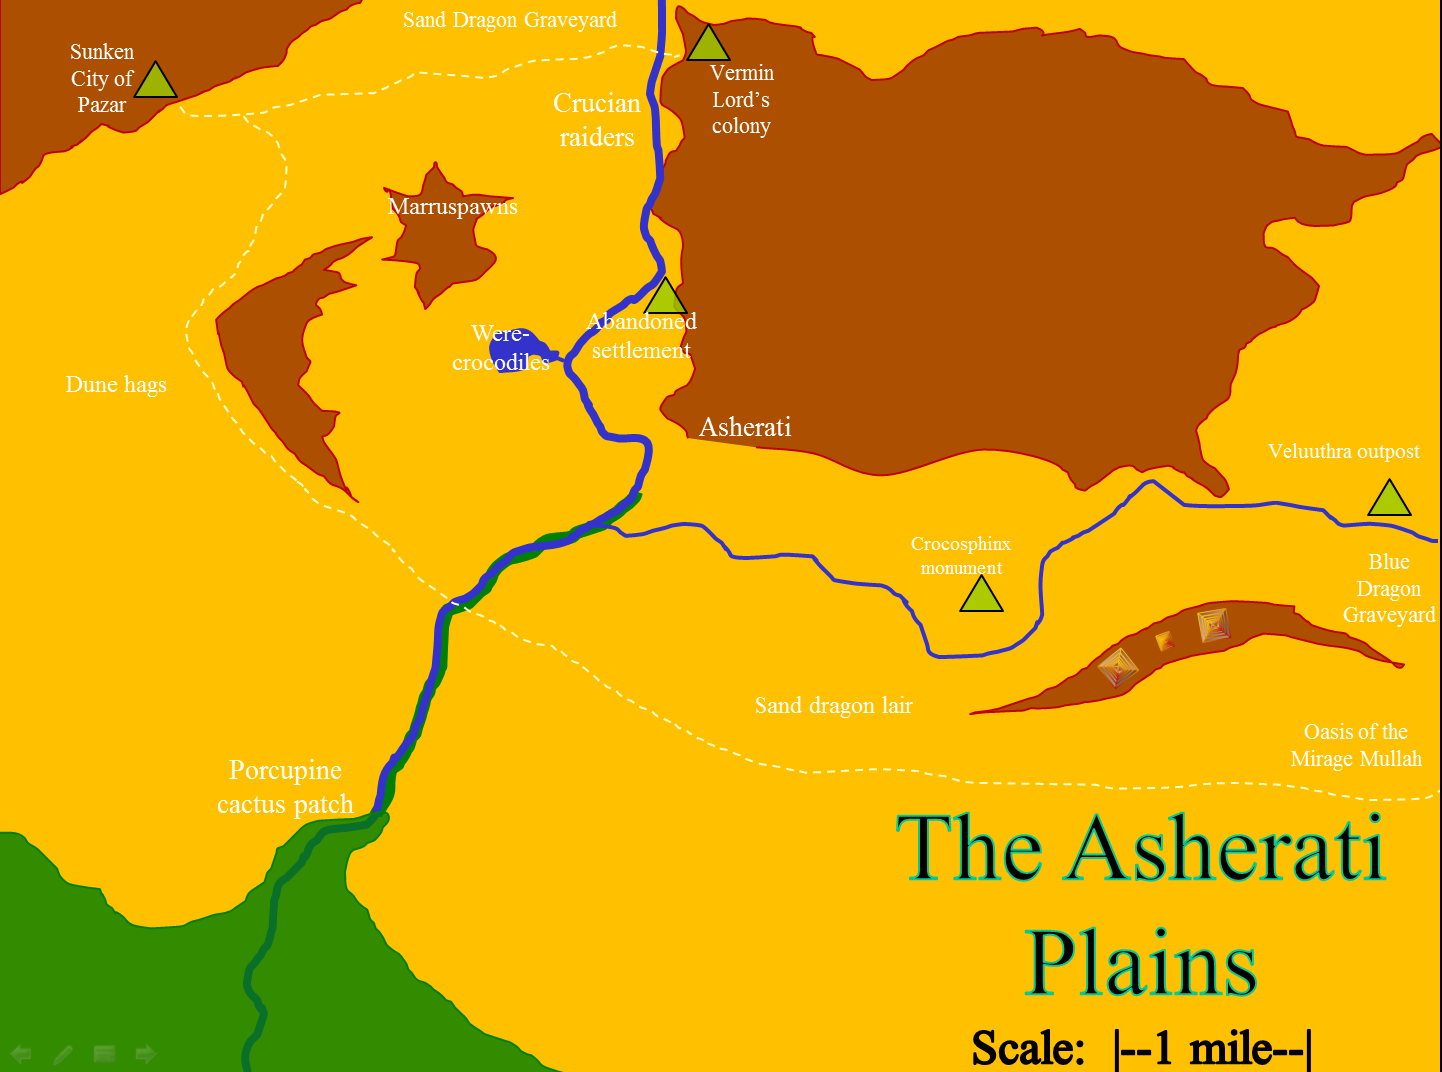 Sand Dragon Graveyard
Sunken
City of
Pazar
Vermin
Lord’s
colony
Crucian
raiders
Marruspawns
Were-
crocodiles
Abandoned
settlement
Dune hags
Asherati
Veluuthra outpost
Crocosphinx
monument
Blue
Dragon
Graveyard
Sand dragon lair
Oasis of the
Mirage Mullah
Porcupine
cactus patch
The Asherati
Plains
Scale: |--1 mile--|